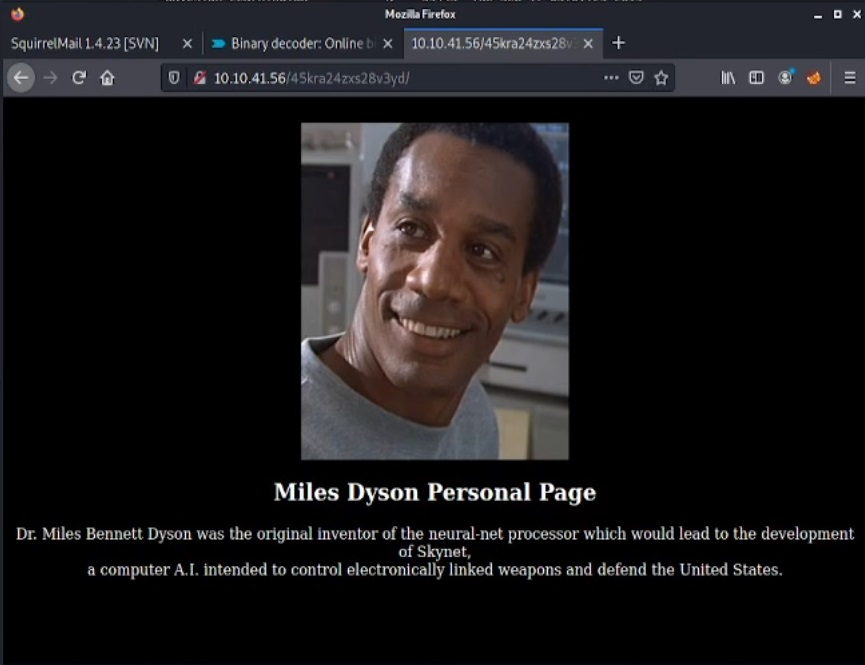 Mozilla Firefox
SquirrelMail 1.4.23 [SVN]
Binary decoder: Online b
10.10.41.56/45kra24zxs28v
10.10.41.56/45kra24zxs28v3yd/
Miles Dyson Personal Page
Dr. Miles Bennett Dyson was the original inventor of the neural-net processor which would lead to the development
of Skynet,
a computer A.I. intended to control electronically linked weapons and defend the United States.